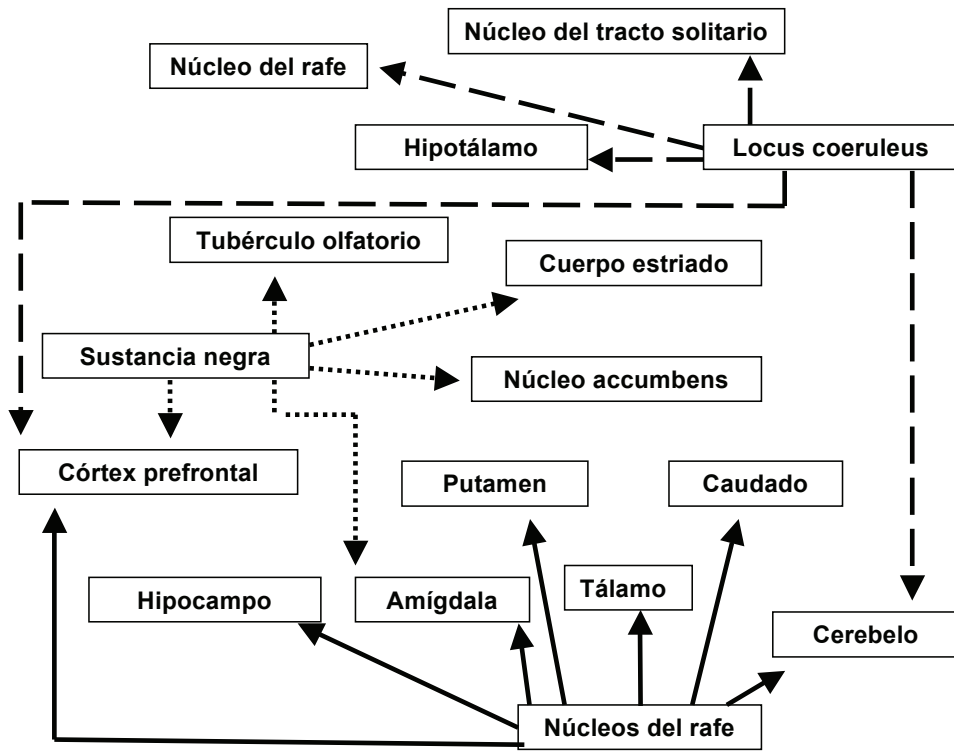 Núcleo del tracto solitario
Núcleo del rafe
Hipotálamo
Locus coeruleus
Tubérculo olfatorio
Cuerpo estriado
Sustancia negra
Núcleo accumbens
Córtex prefrontal
Putamen
Caudado
Hipocampo
Amígdala
Tálamo
Cerebelo
Núcleos del rafe